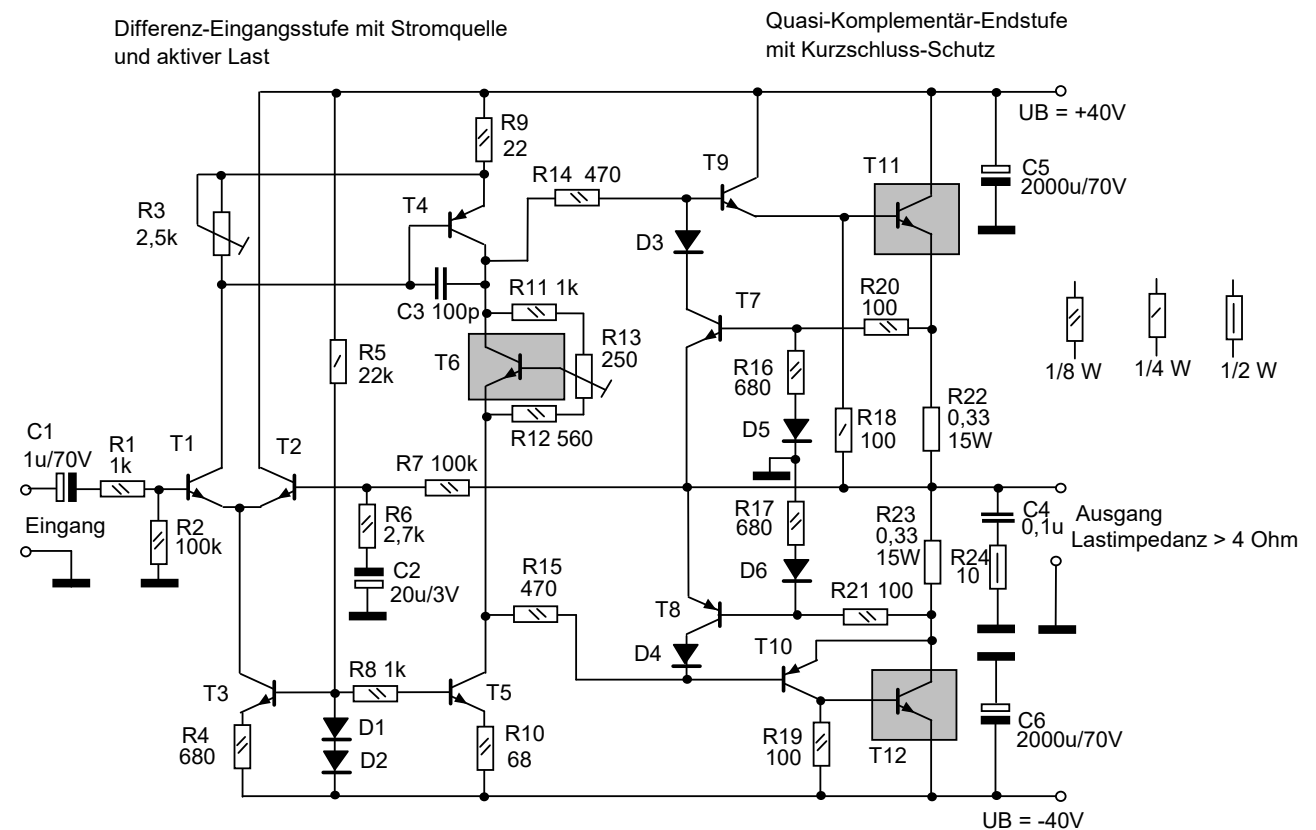 Differenz-Eingangsstufe mit Stromquelle
und aktiver Last
Quasi-Komplementär-Endstufe
mit Kurzschluss-Schutz
UB = +40V
R9
22
R14 470
T9
T11
C5
2000u/70V
R3
2,5k
T4
D3
C3 100p
R11 1k
T7
R20
100
R5
22k
T6
R13
250
R16
680
1/8 W
1/4 W
1/2 W
R12 560
D5
R18
100
R22
0,33
15W
C1
1u/70V
R1
1k
T1
T2
R7 100k
Eingang
R2
100k
R6
2,7k
R17
680
R23
0,33
15W
C4
0,1u
Ausgang
Lastimpedanz > 4 Ohm
C2
20u/3V
R15
470
D6
R24
10
R21 100
T8
T10
D4
T3
R8 1k
T5
R4
680
D1
D2
R10
68
R19
100
T12
C6
2000u/70V
UB = -40V